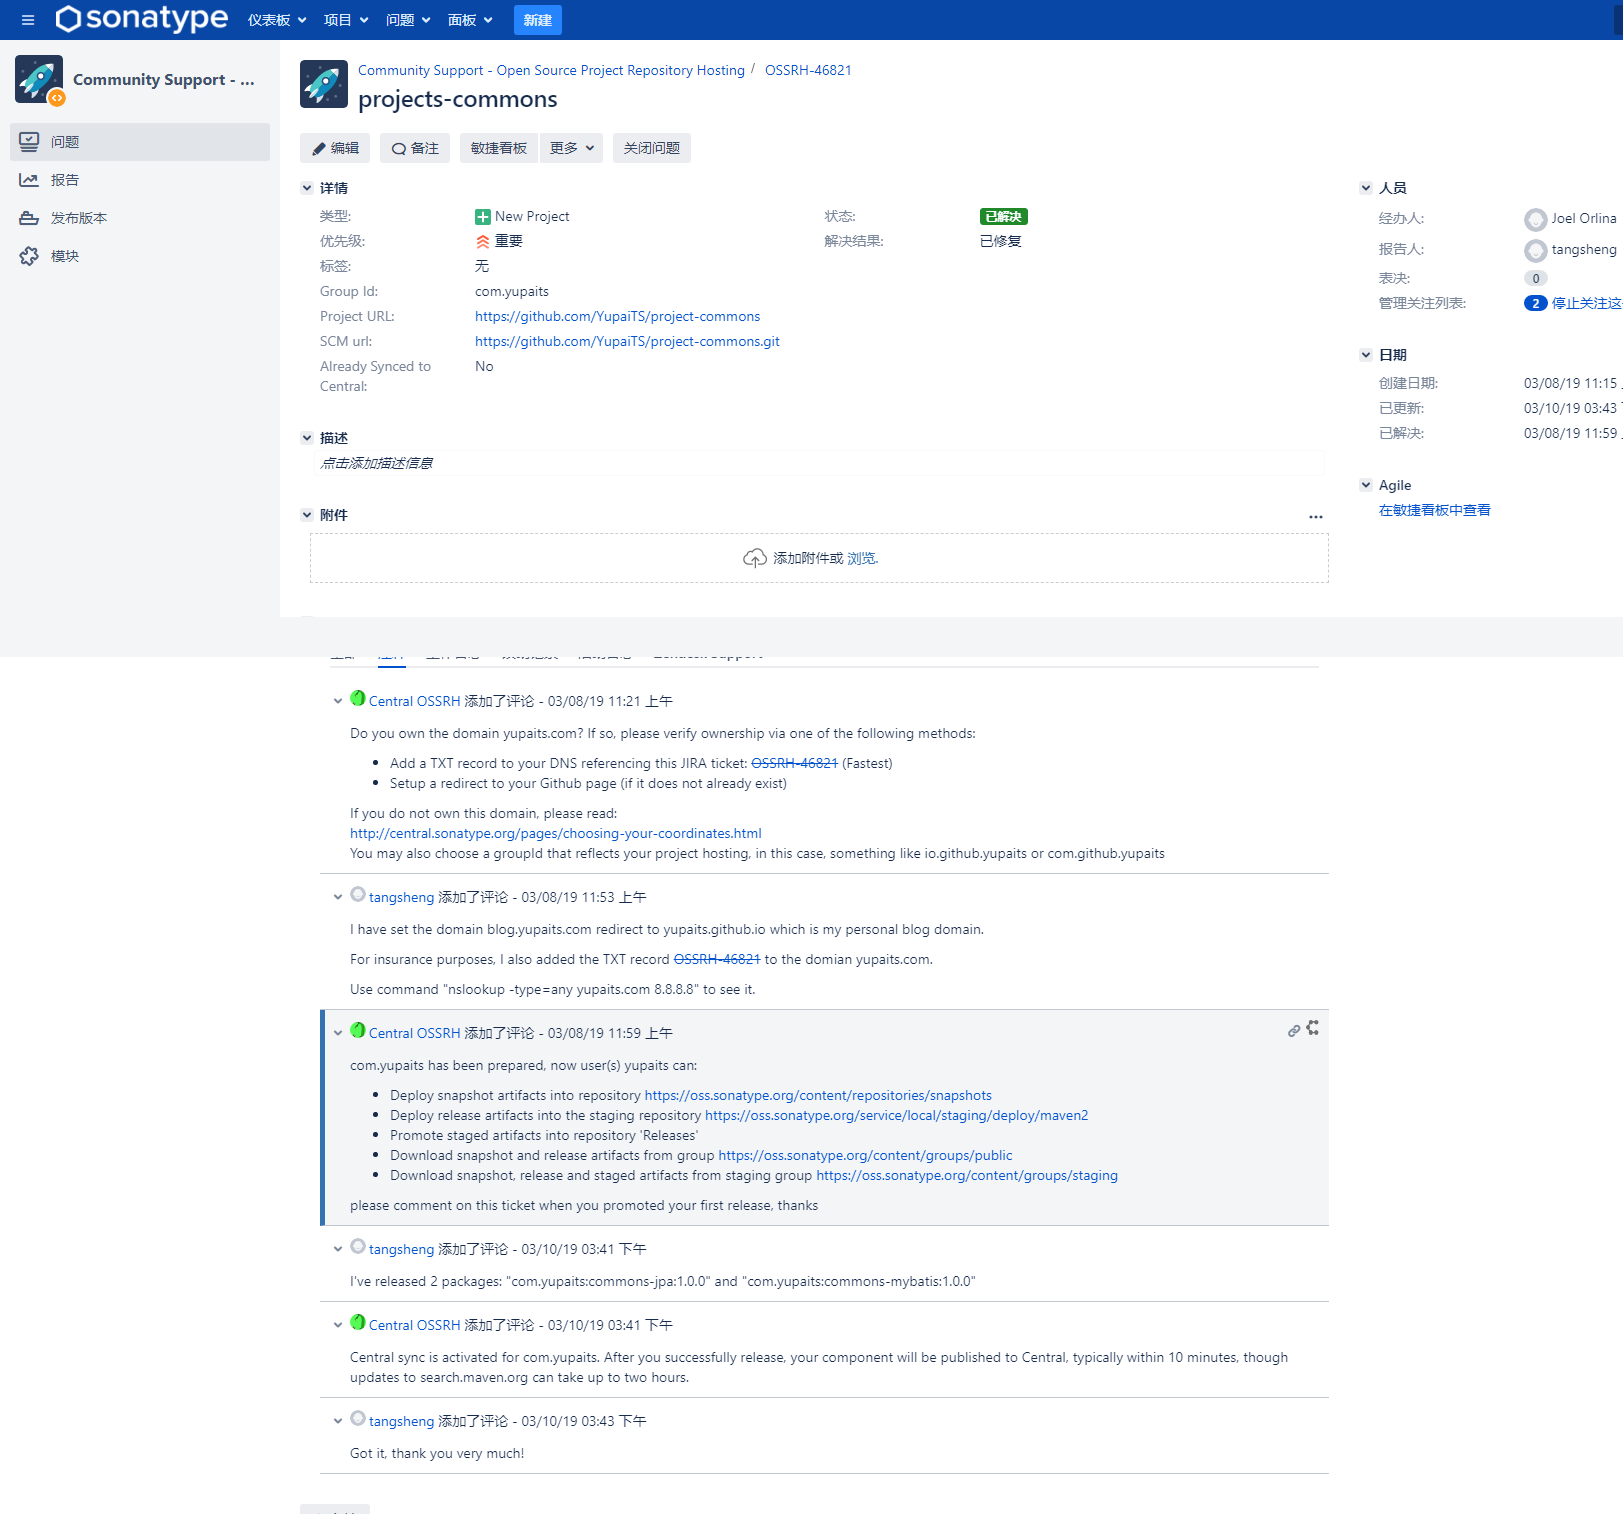 sonatype 仪表板 项目 问题 面板 新建
Community Support - ...
问题
报告
发布版本
模块
Community Support - Open Source Project Repository Hosting / OSSRH-46821
projects-commons
编辑 备注 敏捷看板 更多 关闭问题
详情
类型: New Project 状态: 已解决
优先级: 重要 解决结果: 已修复
标签: 无
Group Id: com.yupaits
Project URL: https://github.com/YupaiTS/project-commons
SCM url: https://github.com/YupaiTS/project-commons.git
Already Synced to Central: No
描述
点击添加描述信息
附件
添加附件或 浏览.
人员
经办人: Joel Orlina
报告人: tangsheng
表决: 0
管理关注列表: 2 停止关注这
日期
创建日期: 03/08/19 11:15
已更新: 03/10/19 03:43
已解决: 03/08/19 11:59
Agile
在敏捷看板中查看
Central OSSRH 添加了评论 - 03/08/19 11:21 上午
Do you own the domain yupaits.com? If so, please verify ownership via one of the following methods:
Add a TXT record to your DNS referencing this JIRA ticket: OSSRH-46821 (Fastest)
Setup a redirect to your Github page (if it does not already exist)
If you do not own this domain, please read:
http://central.sonatype.org/pages/choosing-your-coordinates.html
You may also choose a groupId that reflects your project hosting, in this case, something like io.github.yupaits or com.github.yupaits
tangsheng 添加了评论 - 03/08/19 11:53 上午
I have set the domain blog.yupaits.com redirect to yupaits.github.io which is my personal blog domain.
For insurance purposes, I also added the TXT record OSSRH-46821 to the domian yupaits.com.
Use command "nslookup -type=any yupaits.com 8.8.8.8" to see it.
Central OSSRH 添加了评论 - 03/08/19 11:59 上午
com.yupaits has been prepared, now user(s) yupaits can:
Deploy snapshot artifacts into repository https://oss.sonatype.org/content/repositories/snapshots
Deploy release artifacts into the staging repository https://oss.sonatype.org/service/local/staging/deploy/maven2
Promote staged artifacts into repository 'Releases'
Download snapshot and release artifacts from group https://oss.sonatype.org/content/groups/public
Download snapshot, release and staged artifacts from staging group https://oss.sonatype.org/content/groups/staging
please comment on this ticket when you promoted your first release, thanks
tangsheng 添加了评论 - 03/10/19 03:41 下午
I've released 2 packages: "com.yupaits:commons-jpa:1.0.0" and "com.yupaits:commons-mybatis:1.0.0"
Central OSSRH 添加了评论 - 03/10/19 03:41 下午
Central sync is activated for com.yupaits. After you successfully release, your component will be published to Central, typically within 10 minutes, though
updates to search.maven.org can take up to two hours.
tangsheng 添加了评论 - 03/10/19 03:43 下午
Got it, thank you very much!